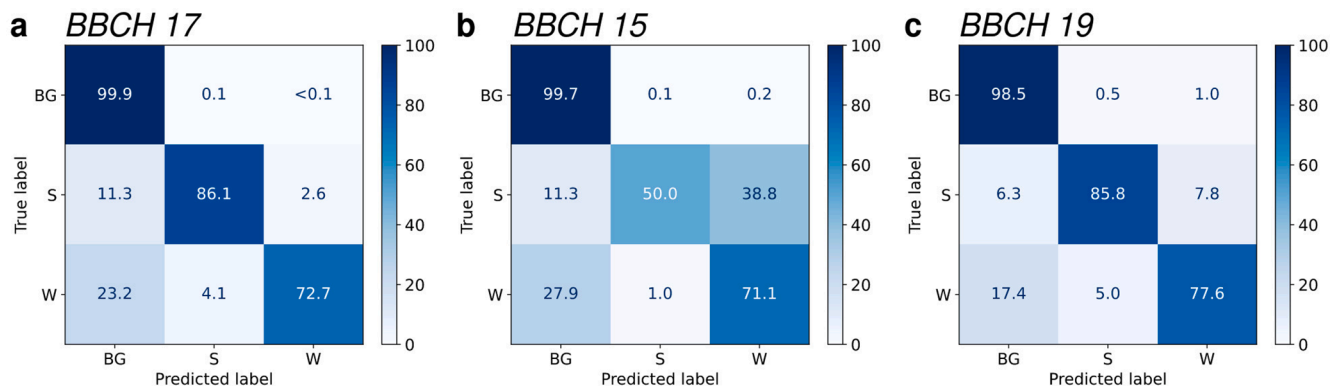 a BBCH 17
True label
BG 99.9 0.1 <0.1
S 11.3 86.1 2.6
W 23.2 4.1 72.7
BG S W
Predicted label
100
80
60
40
20
0
b BBCH 15
True label
BG 99.7 0.1 0.2
S 11.3 50.0 38.8
W 27.9 1.0 71.1
BG S W
Predicted label
100
80
60
40
20
0
c BBCH 19
True label
BG 98.5 0.5 1.0
S 6.3 85.8 7.8
W 17.4 5.0 77.6
BG S W
Predicted label
100
80
60
40
20
0